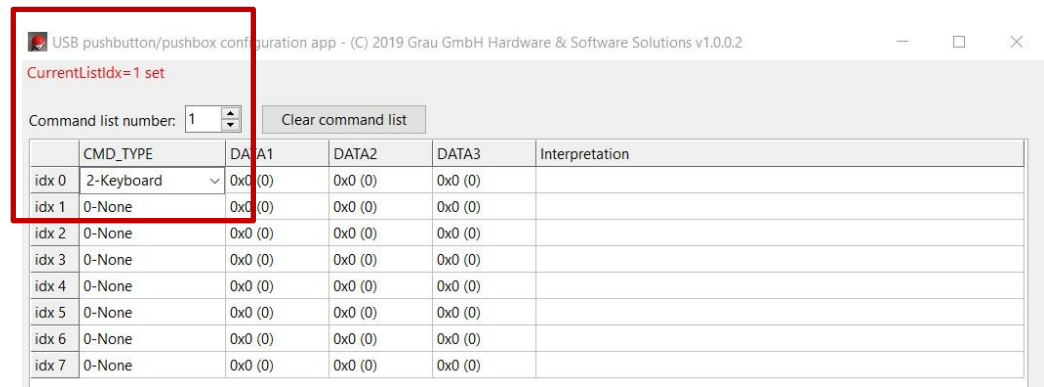 USB pushbutton/pushbox configuration app - (C) 2019 Grau GmbH Hardware & Software Solutions v1.0.0.2
CurrentListIdx=1 set
Command list number: 1 Clear command list
CMD_TYPE DATA1 DATA2 DATA3 Interpretation
idx 0 2-Keyboard 0x0 (0) 0x0 (0) 0x0 (0)
idx 1 0-None 0x0 (0) 0x0 (0) 0x0 (0)
idx 2 0-None 0x0 (0) 0x0 (0) 0x0 (0)
idx 3 0-None 0x0 (0) 0x0 (0) 0x0 (0)
idx 4 0-None 0x0 (0) 0x0 (0) 0x0 (0)
idx 5 0-None 0x0 (0) 0x0 (0) 0x0 (0)
idx 6 0-None 0x0 (0) 0x0 (0) 0x0 (0)
idx 7 0-None 0x0 (0) 0x0 (0) 0x0 (0)